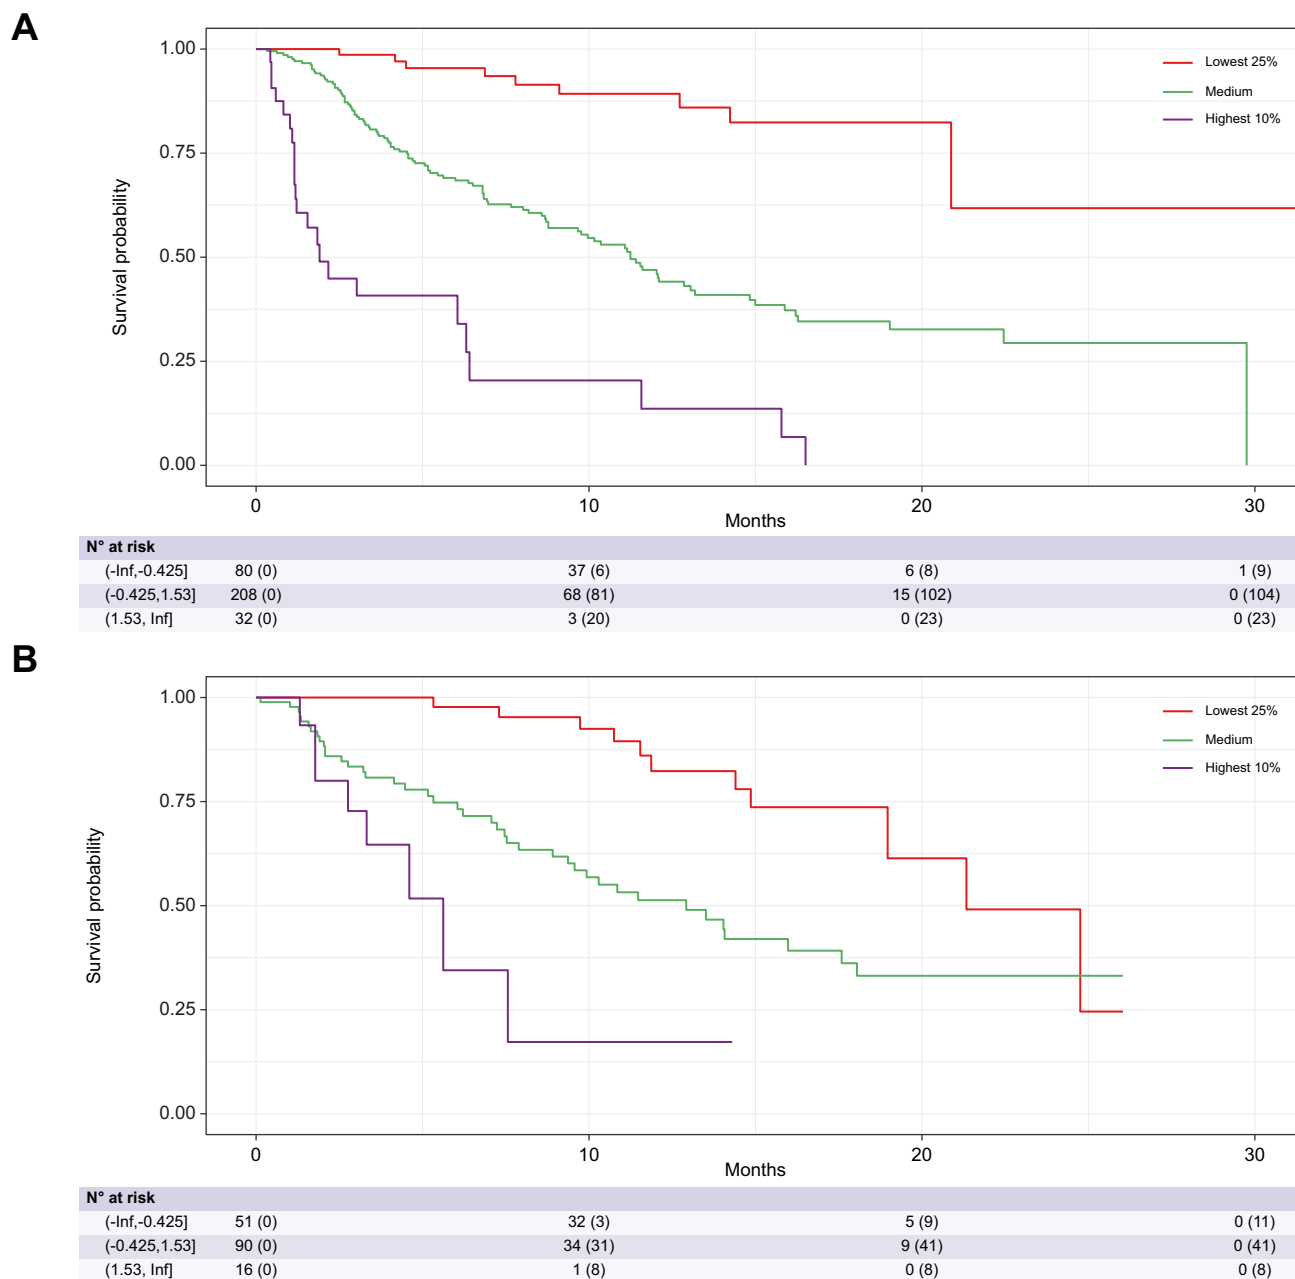 A
1.00
0.75
0.50
0.25
0.00
Survival probability
Lowest 25%
Medium
Highest 10%
0 10 20 30
Months
N° at risk
(-Inf,-0.425] 80 (0) 37 (6) 6 (8) 1 (9)
(-0.425,1.53] 208 (0) 68 (81) 15 (102) 0 (104)
(1.53, Inf] 32 (0) 3 (20) 0 (23) 0 (23)
B
1.00
0.75
0.50
0.25
0.00
Survival probability
Lowest 25%
Medium
Highest 10%
0 10 20 30
Months
N° at risk
(-Inf,-0.425] 51 (0) 32 (3) 5 (9) 0 (11)
(-0.425,1.53] 90 (0) 34 (31) 9 (41) 0 (41)
(1.53, Inf] 16 (0) 1 (8) 0 (8) 0 (8)